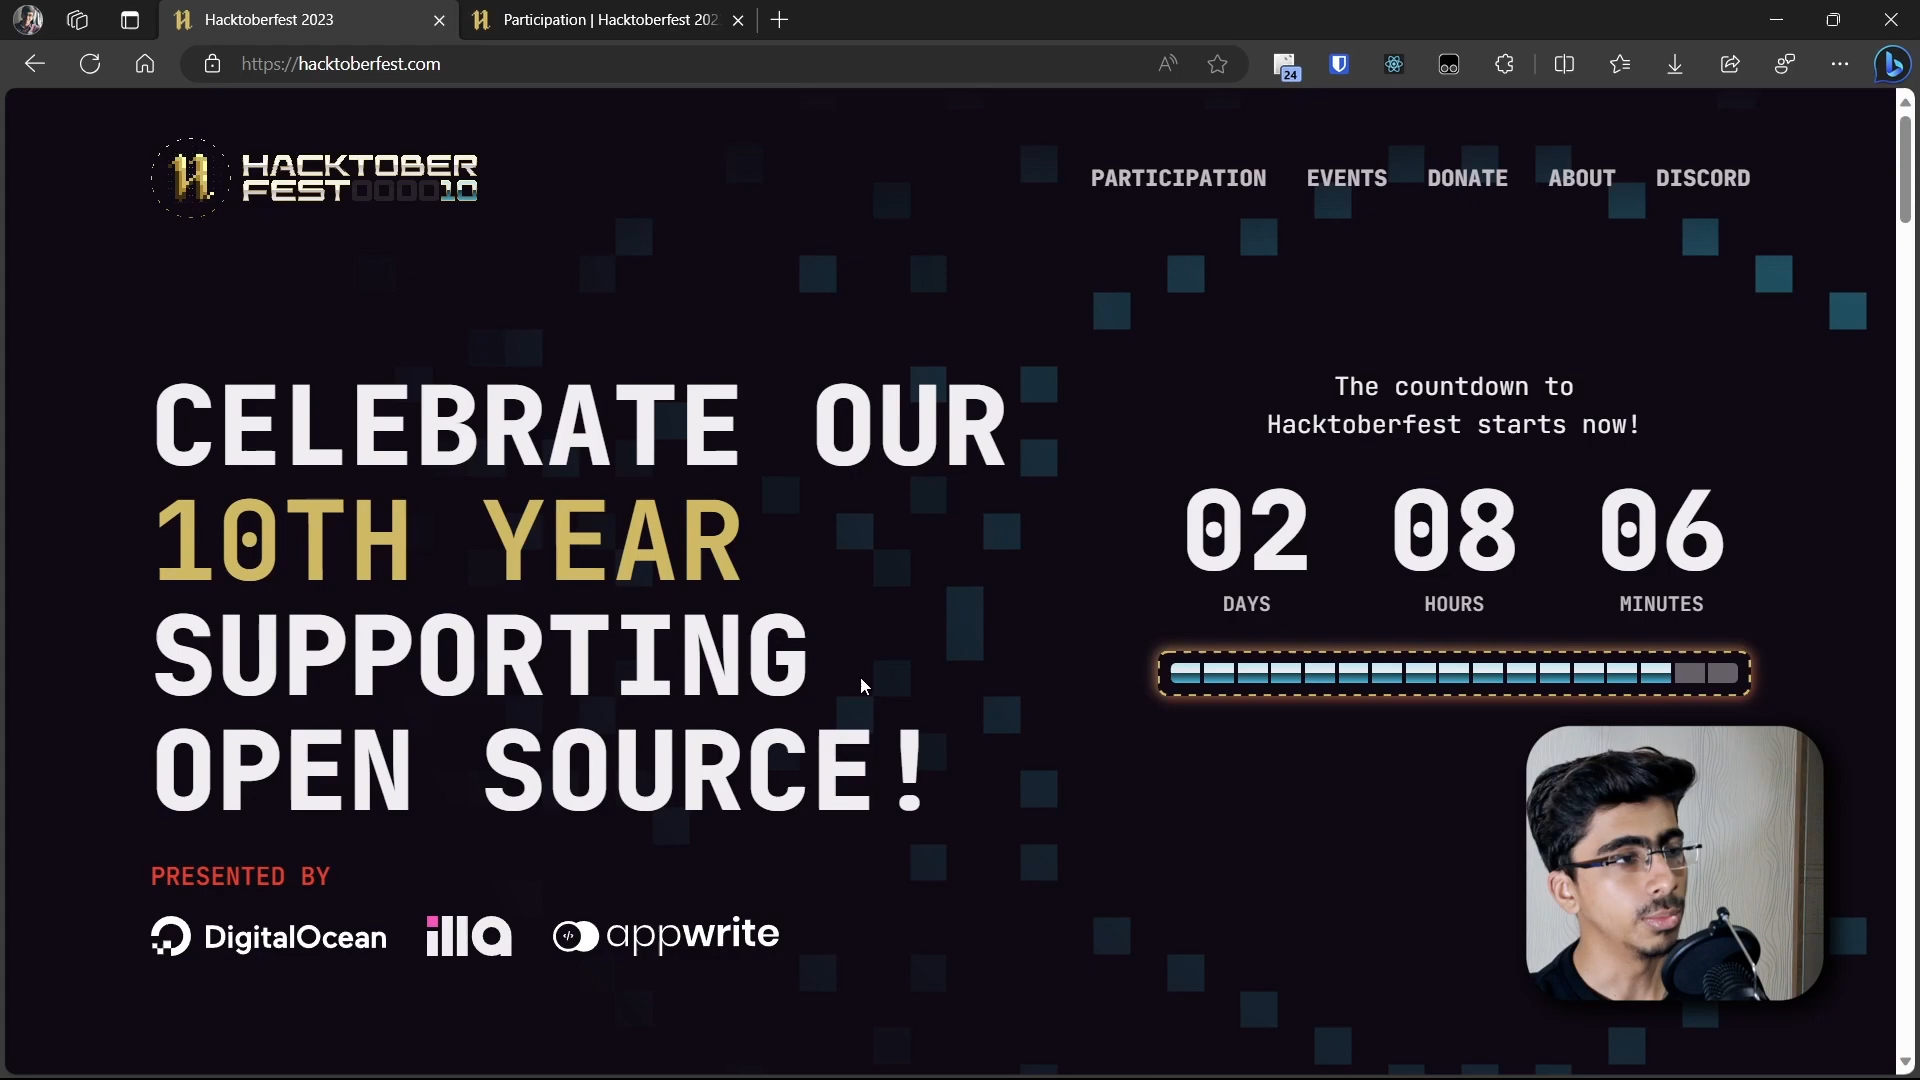 Hacktoberfest 2023
Participation | Hacktoberfest 202
https://hacktoberfest.com
24
HACKTOBER
FEST000010
PARTICIPATION EVENTS DONATE ABOUT DISCORD
CELEBRATE OUR
10TH YEAR
SUPPORTING
OPEN SOURCE!
The countdown to
Hacktoberfest starts now!
02 08 06
DAYS HOURS MINUTES
PRESENTED BY
DigitalOcean illa appwrite